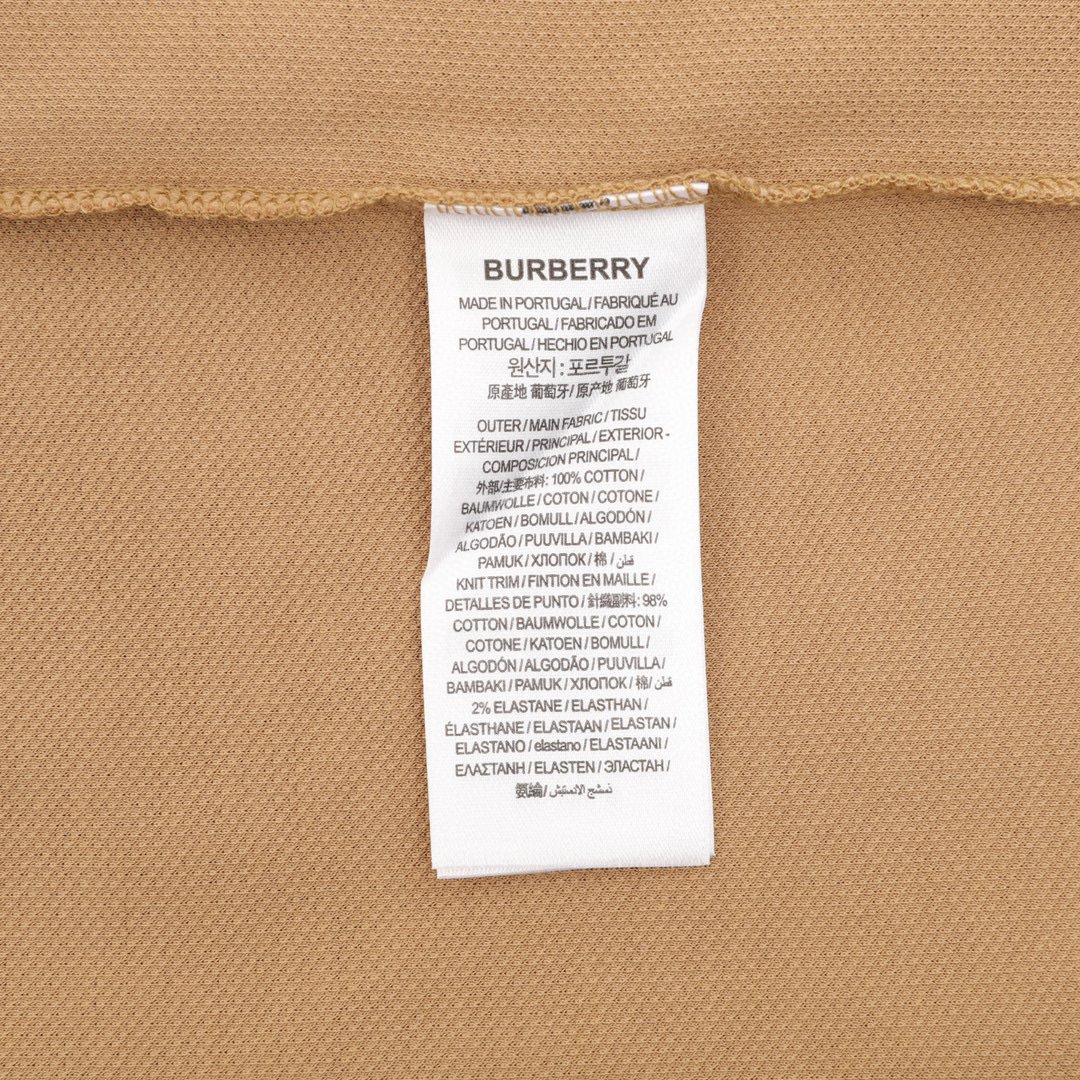 BURBERRY
MADE IN PORTUGAL / FABRIQUÉ AU
PORTUGAL / FABRICADO EM
PORTUGAL / HECHIO EN PORTUGAL
원산지 : 포르투갈
原產地 葡萄牙 / 原产地 葡萄牙
OUTER / MAIN FABRIC / TISSU
EXTÉRIEUR / PRINCIPAL / EXTERIOR -
COMPOSICION PRINCIPAL /
外部/主要布料: 100% COTTON /
BAUMWOLLE / COTON / COTONE /
KATOEN / BOMULL / ALGODÓN /
ALGODÃO / PUUVILLA / BAMBAKI /
PAMUK / ХЛОПОК / 棉 / قطن /
KNIT TRIM / FINTION EN MAILLE /
DETALLES DE PUNTO / 針織副料: 98%
COTTON / BAUMWOLLE / COTON /
COTONE / KATOEN / BOMULL /
ALGODÓN / ALGODÃO / PUUVILLA /
BAMBAKI / PAMUK / ХЛОПОК / 棉 / قطن
2% ELASTANE / ELASTHAN /
ÉLASTHANE / ELASTAAN / ELASTAN /
ELASTANO / elastano / ELASTAANI /
ΕΛΑΣΤΑΝΗ / ELASTEN / ЭЛАСТАН /